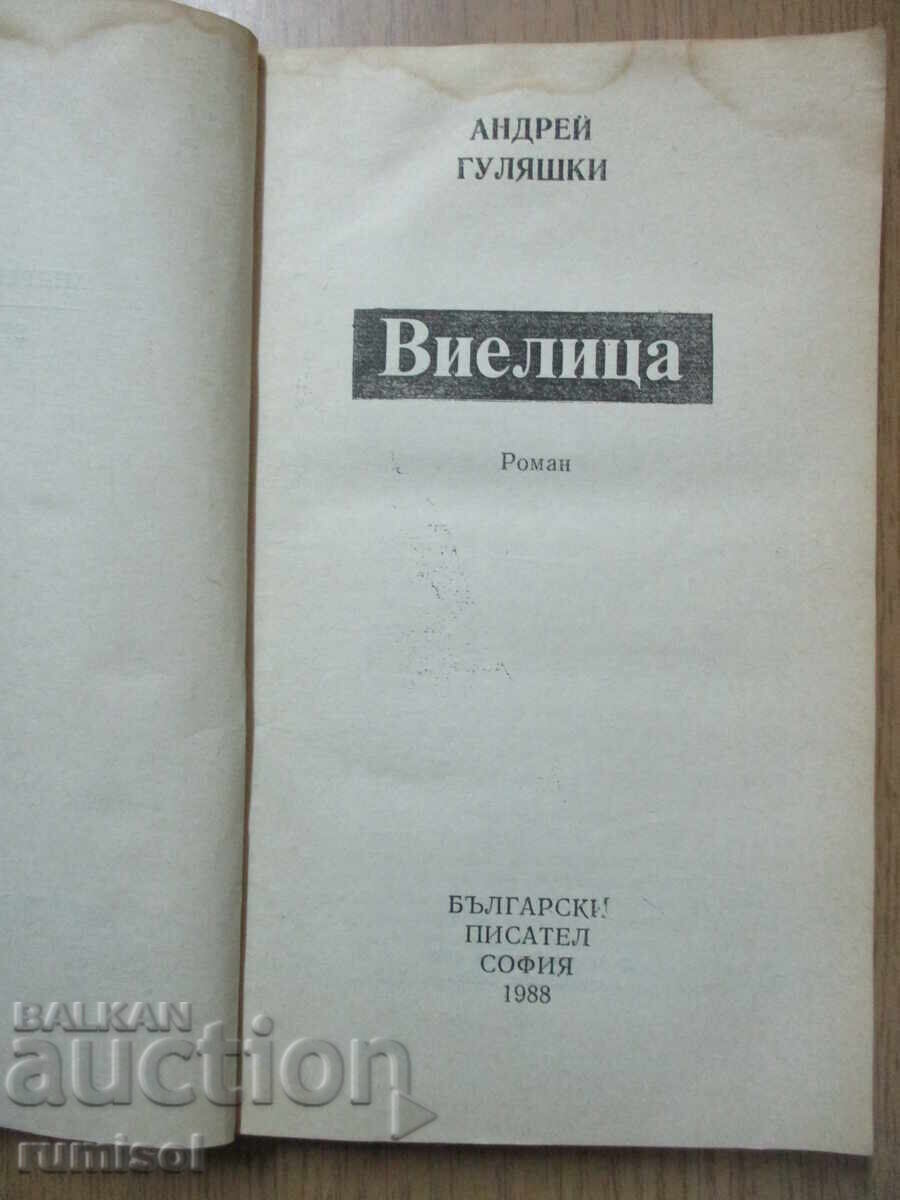 АНДРЕЙ
ГУЛЯШКИ
Виелица
Роман
БЪЛГАРСКИ
ПИСАТЕЛ
СОФИЯ
1988
BALKAN
auction
rumisol